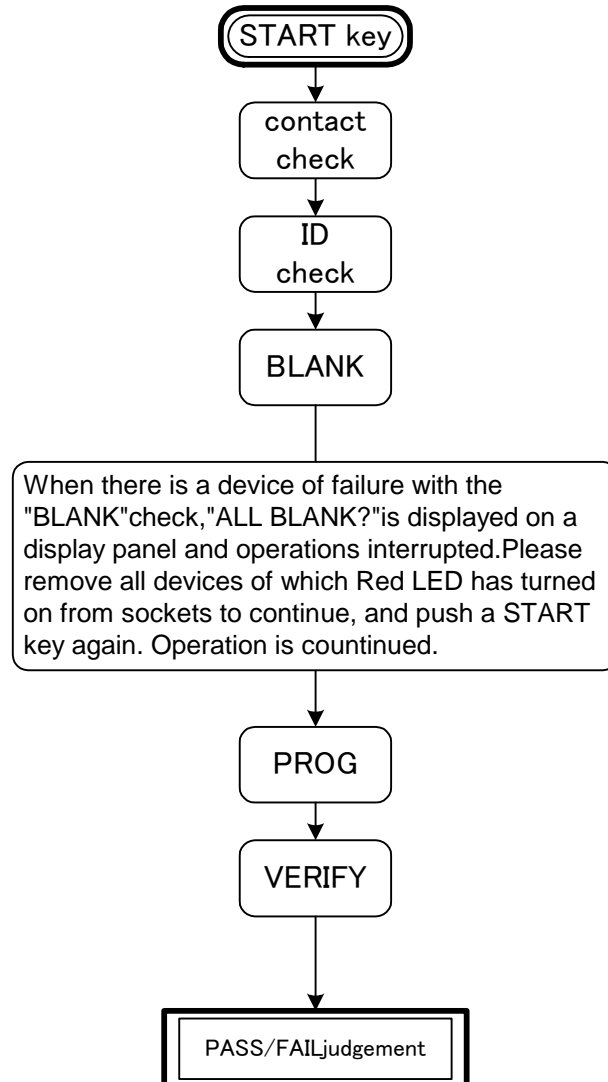 START key
contact
check
ID
check
BLANK
When there is a device of failure with the
"BLANK"check,"ALL BLANK?"is displayed on a
display panel and operations interrupted.Please
remove all devices of which Red LED has turned
on from sockets to continue, and push a START
key again. Operation is countinued.
PROG
VERIFY
PASS/FAILjudgement